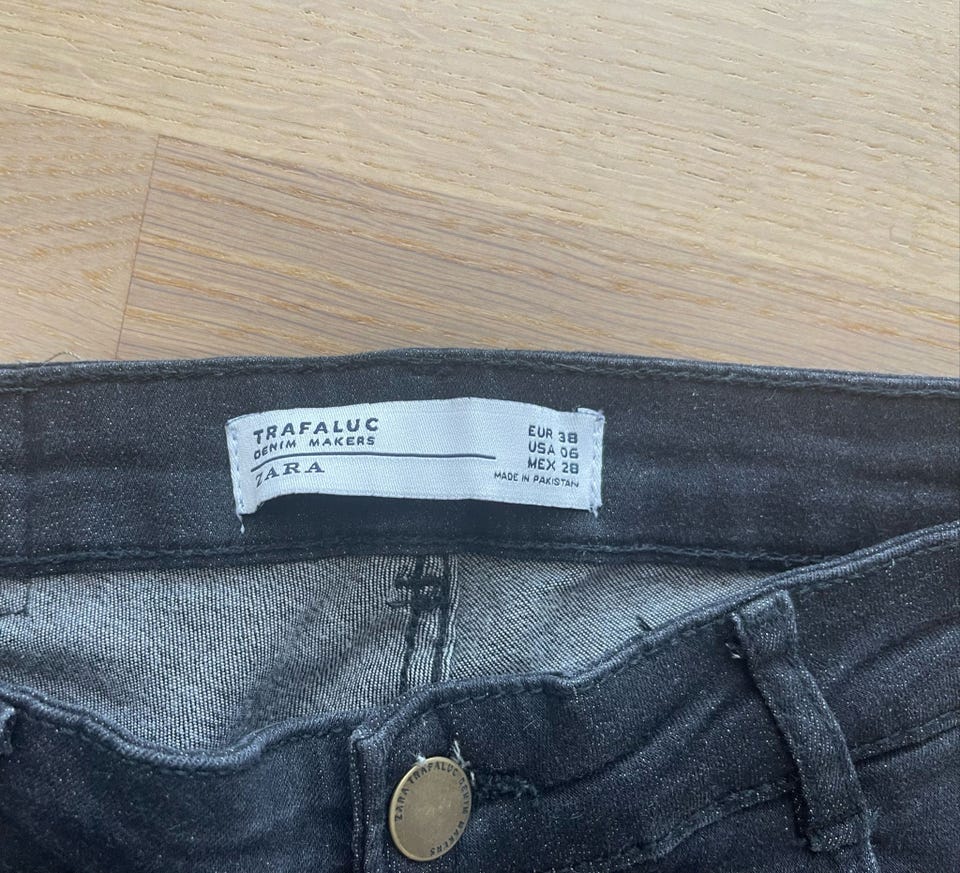 TRAFALUC
DENIM MAKERS
ZARA
EUR 38
USA 06
MEX 28
MADE IN PAKISTAN
ZARA TRAFALUC DENIM MAKERS